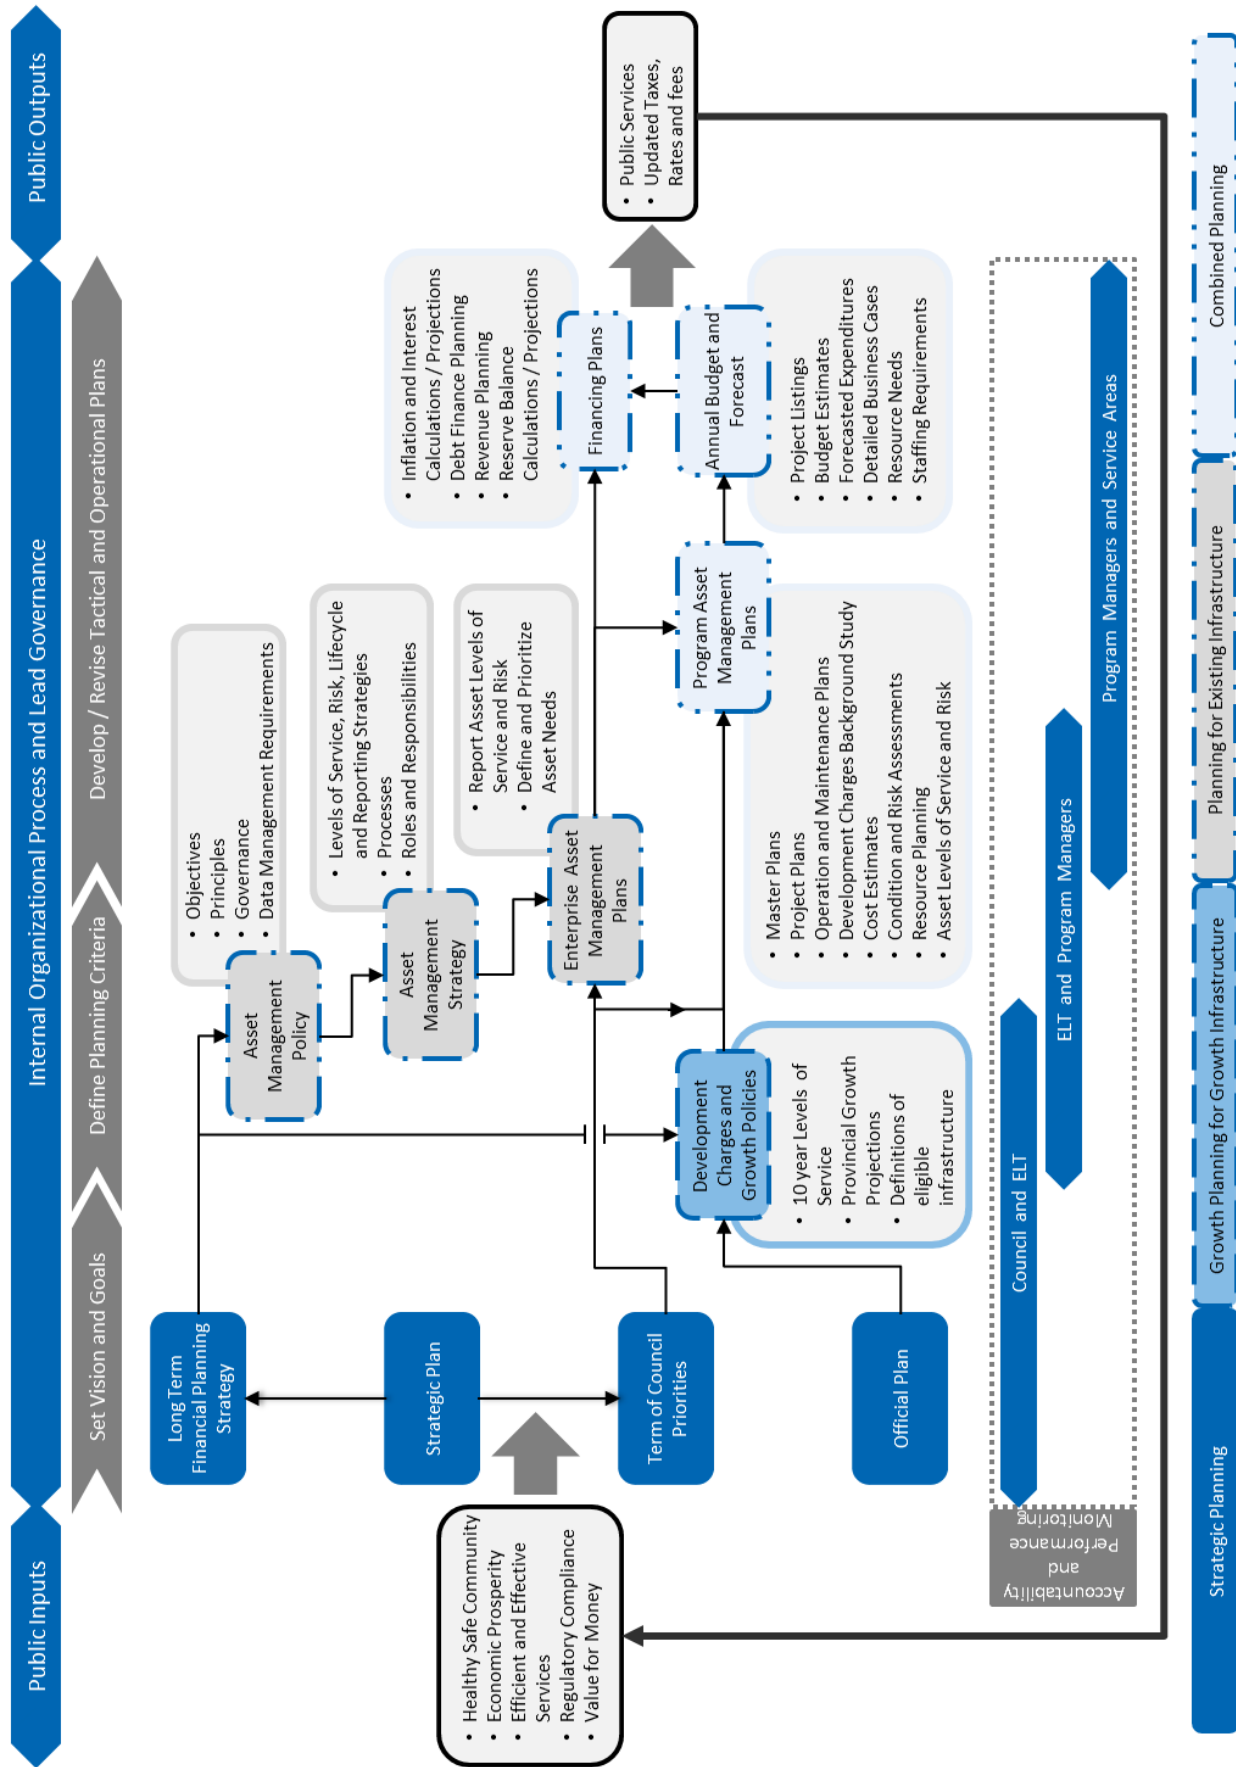 Public Inputs
Internal Organizational Process and Lead Governance
Public Outputs
Set Vision and Goals
Define Planning Criteria
Develop / Revise Tactical and Operational Plans
• Healthy Safe Community
• Economic Prosperity
• Efficient and Effective
Services
• Regulatory Compliance
• Value for Money
Long Term
Financial Planning
Strategy
Strategic Plan
Term of Council
Priorities
Official Plan
Asset
Management
Policy
• Objectives
• Principles
• Governance
• Data Management Requirements
Asset
Management
Strategy
• Levels of Service, Risk, Lifecycle
and Reporting Strategies
• Processes
• Roles and Responsibilities
Enterprise Asset
Management
Plans
• Report Asset Levels of
Service and Risk
• Define and Prioritize
Asset Needs
Development
Charges and
Growth Policies
• 10 year Levels of
Service
• Provincial Growth
Projections
• Definitions of
eligible
infrastructure
Program Asset
Management
Plans
• Master Plans
• Project Plans
• Operation and Maintenance Plans
• Development Charges Background Study
• Cost Estimates
• Condition and Risk Assessments
• Resource Planning
• Asset Levels of Service and Risk
• Inflation and Interest
Calculations / Projections
• Debt Finance Planning
• Revenue Planning
• Reserve Balance
Calculations / Projections
Financing Plans
Annual Budget and
Forecast
• Project Listings
• Budget Estimates
• Forecasted Expenditures
• Detailed Business Cases
• Resource Needs
• Staffing Requirements
• Public Services
• Updated Taxes,
Rates and fees
Accountability
and
Performance
Monitoring
Council and ELT
ELT and Program Managers
Program Managers and Service Areas
Strategic Planning
Growth Planning for Growth Infrastructure
Planning for Existing Infrastructure
Combined Planning